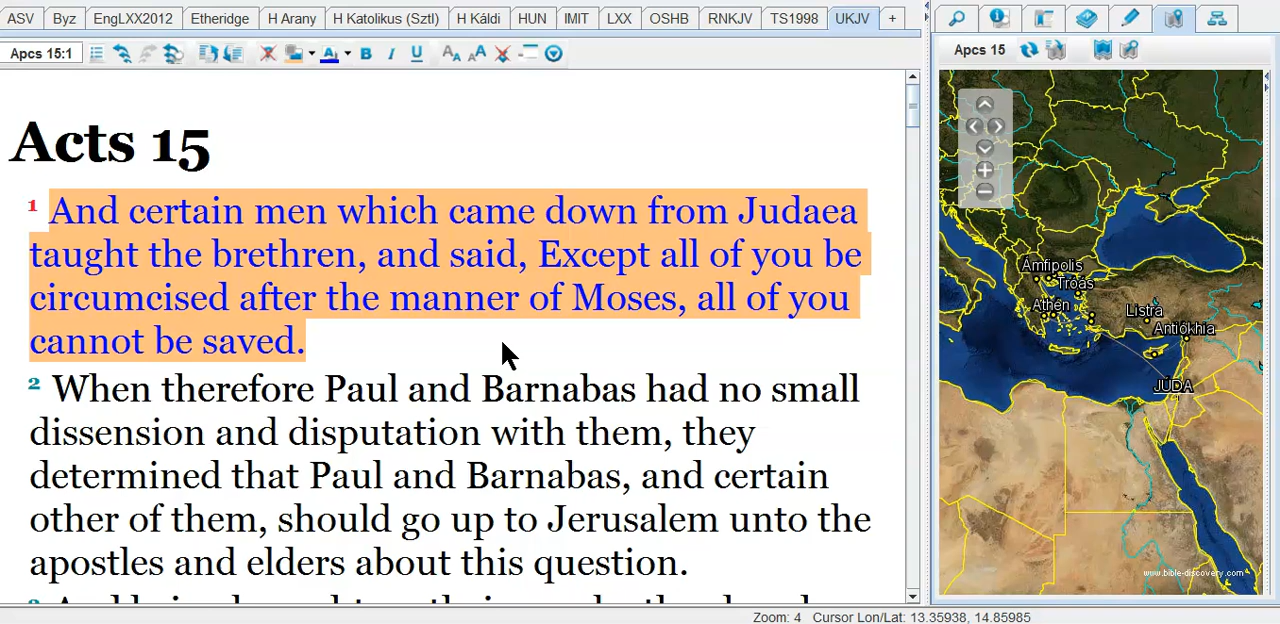 ASV Byz EngLXX2012 Etheridge H Arany H Katolikus (Sztl) H Káldi HUN IMIT LXX OSHB RNKJV TS1998 UKJV +
Apcs 15:1 A B I U A A A A
Apcs 15
Acts 15
1 And certain men which came down from Judaea
taught the brethren, and said, Except all of you be
circumcised after the manner of Moses, all of you
cannot be saved.
2 When therefore Paul and Barnabas had no small
dissension and disputation with them, they
determined that Paul and Barnabas, and certain
other of them, should go up to Jerusalem unto the
apostles and elders about this question.
Ámfipolis
Tróás
Athén
Listra
Antiókhia
JÚDA
www.bible-discovery.com
Zoom: 4 Cursor Lon/Lat: 13.35938, 14.85985